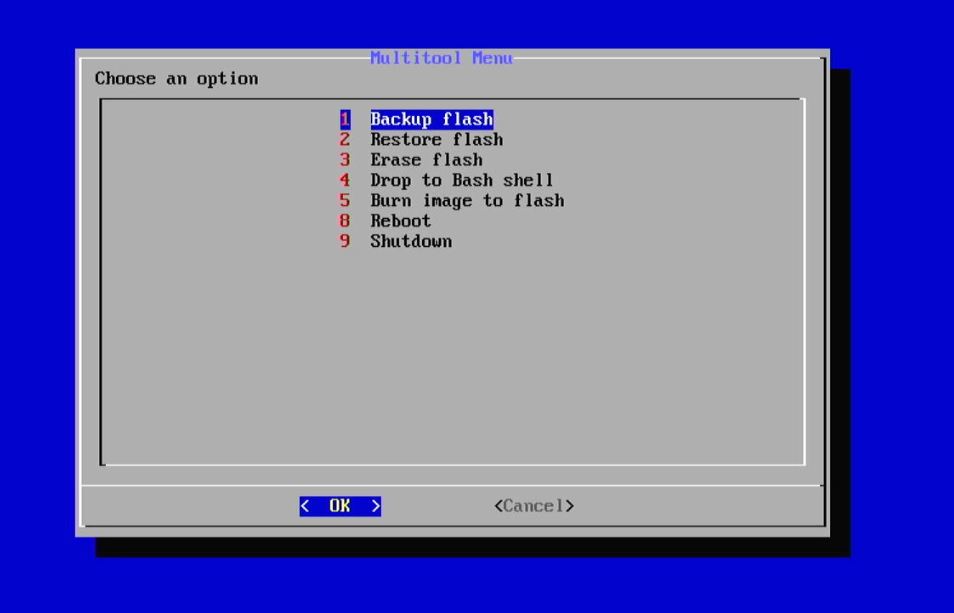 Multitool Menu
Choose an option
1 Backup flash
2 Restore flash
3 Erase flash
4 Drop to Bash shell
5 Burn image to flash
8 Reboot
9 Shutdown
< OK > <Cancel>